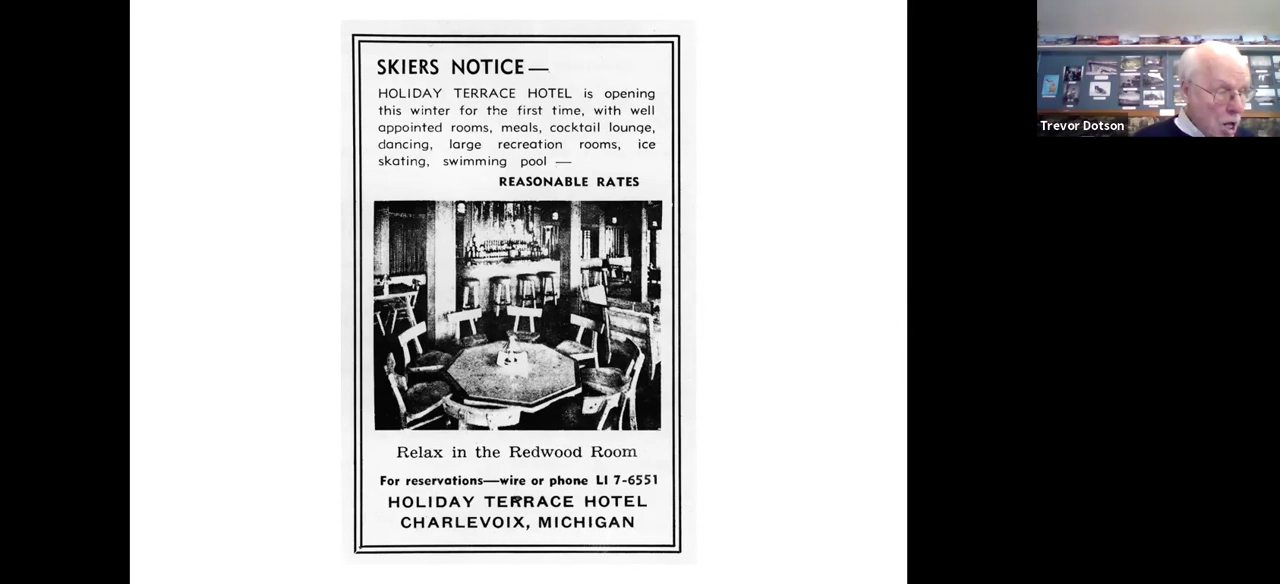 SKIERS NOTICE—
HOLIDAY TERRACE HOTEL is opening
this winter for the first time, with well
appointed rooms, meals, cocktail lounge,
dancing, large recreation rooms, ice
skating, swimming pool —
REASONABLE RATES
Relax in the Redwood Room
For reservations—wire or phone LI 7-6551
HOLIDAY TERRACE HOTEL
CHARLEVOIX, MICHIGAN
Trevor Dotson